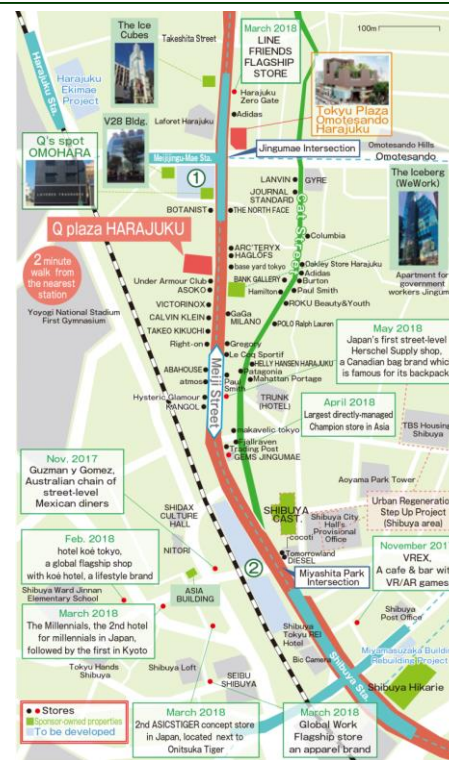 The Ice
Cubes
Takeshita Street
March 2018
LINE
FRIENDS
FLAGSHIP
STORE
100m
Harajuku Sta.
Harajuku
Ekimae
Project
Harajuku
Zero Gate
Adidas
Tokyu Plaza
Omotesando
Harajuku
V28 Bldg.
Laforet Harajuku
Q's spot
OMOHARA
Meijijingu-Mae Sta.
Jingumae Intersection
Omotesando Hills
Omotesando
①
LANVIN
GYRE
JOURNAL
STANDARD
The Iceberg
(WeWork)
BOTANIST
THE NORTH FACE
Cat Street
Q plaza HARAJUKU
Columbia
ARC'TERYX
HAGLOFS
base yard tokyo
Oakley Store Harajuku
Adidas
Burton
Paul Smith
BANK GALLERY
Hamilton
Apartment for
government
workers Jingumae
2
minute
walk from
the nearest
station
Under Armour Club
ASOKO
ROKU Beauty&Youth
Yoyogi National Stadium
First Gymnasium
VICTORINOX
CALVIN KLEIN
TAKEO KIKUCHI
GaGa
MILANO
POLO Ralph Lauren
Right-on
Gregory
Le Coq Sportif
HELLY HANSEN HARAJUKU
Patagonia
Mahattan Portage
May 2018
Japan's first street-level
Herschel Supply shop,
a Canadian bag brand which
is famous for its backpack
ABAHOUSE
atmos
Paul
Smith
Meiji Street
Hysteric Glamour
KANGOL
TRUNK
(HOTEL)
April 2018
Largest directly-managed
Champion store in Asia
TBS Housing
Shibuya
makavelic tokyo
Fjallraven
Trading Post
GEMS JINGUMAE
Nov. 2017
Guzman y Gomez,
Australian chain of
street-level
Mexican diners
Aoyama Park Tower
SHIDAX
CULTURE
HALL
SHIBUYA
CAST.
Shibuya City
Hall's
Provisional
Office
Urban Regeneration
Step Up Project
(Shibuya area)
Feb. 2018
hotel koé tokyo,
a global flagship shop
with koé hotel, a lifestyle brand
NITORI
cocoti
Tomorrowland
DIESEL
②
Miyashita Park
Intersection
November 201
VREX,
A cafe & bar with
VR/AR games
Shibuya Ward Jinnan
Elementary School
ASIA
BUILDING
March 2018
The Millennials, the 2nd hotel
for millennials in Japan,
followed by the first in Kyoto
Shibuya
Post Office
Shibuya
Tokyu REI
Hotel
Miyamasuzaka Building
Rebuilding Project
Tokyu Hands
Shibuya
Shibuya Loft
Bic Camera
SEIBU
SHIBUYA
Shibuya Sta.
Shibuya Hikarie
Stores
Sponsor-owned properties
To be developed
March 2018
2nd ASICSTIGER concept store
in Japan, located next to
Onitsuka Tiger
March 2018
Global Work
Flagship store
an apparel brand